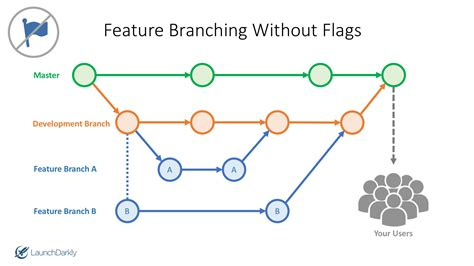 Feature Branching Without Flags
Master
Development Branch
Feature Branch A
A
A
Feature Branch B
B
B
Your Users
LaunchDarkly